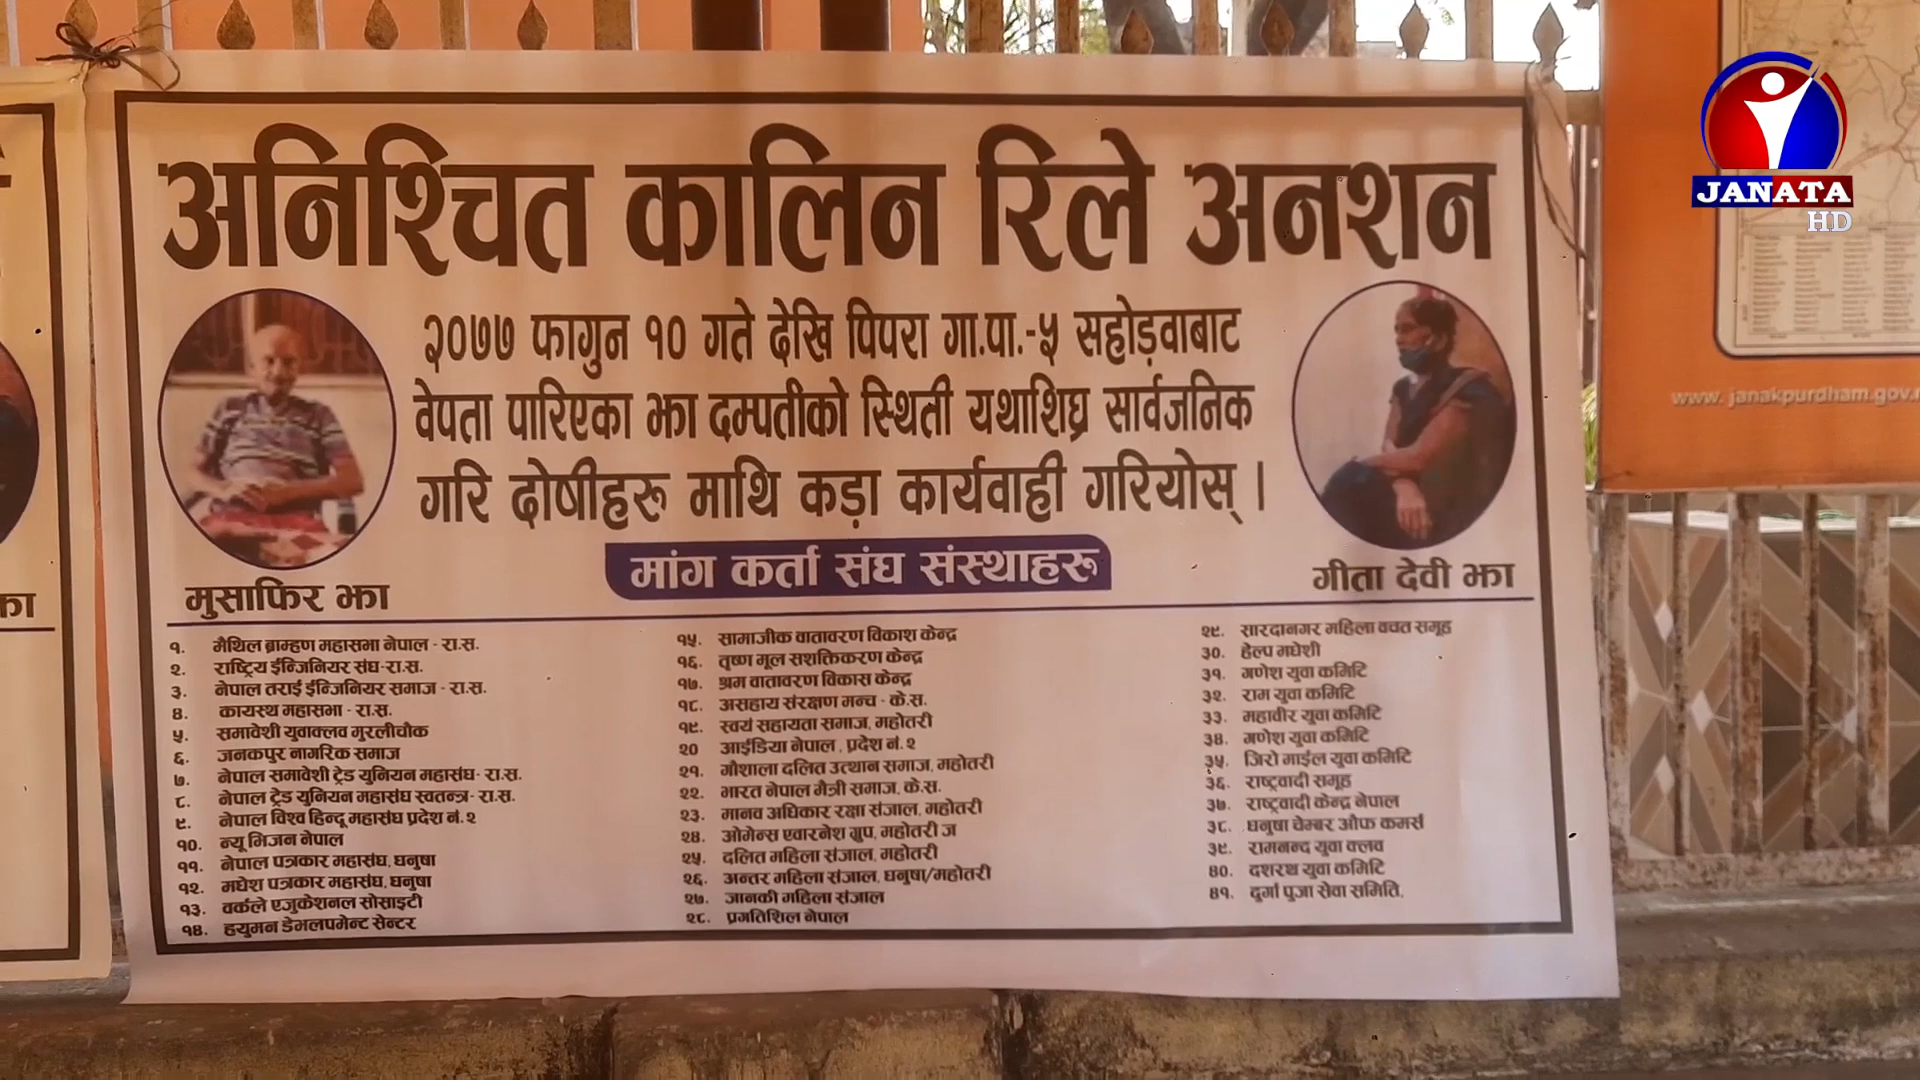 अनिश्चित कालिन रिले अनशन
२०७७ फागुन १० गते देखि पिपरा गा.पा.-५ सहोड़वाबाट
वेपता पारिएका झा दम्पतीको स्थिती यथाशिघ्र सार्वजनिक
गरि दोषीहरू माथि कड़ा कार्यवाही गरियोस् ।
मुसाफिर झा
गीता देवी झा
मांग कर्ता संघ संस्थाहरू
१. मैथिल ब्राम्हण महासभा नेपाल - रा.स.
२. राष्ट्रिय ईन्जिनियर संघ-रा.स.
३. नेपाल तराई ईन्जिनियर समाज - रा.स.
४. कायस्थ महासभा - रा.स.
५. समावेशी युवाक्लव मुरलीचौक
६. जनकपुर नागरिक समाज
७. नेपाल समावेशी ट्रेड युनियन महासंघ- रा.स.
८. नेपाल ट्रेड युनियन महासंघ स्वतन्त्र- रा.स.
९. नेपाल विश्व हिन्दू महासंघ प्रदेश नं. २
१०. न्यू भिजन नेपाल
११. नेपाल पत्रकार महासंघ, धनुषा
१२. मधेश पत्रकार महासंघ, धनुषा
१३. वर्कले एजुकेशनल सोसाइटी
१४. हयुमन डेभलपमेन्ट सेन्टर
१५. सामाजीक वातावरण विकाश केन्द्र
१६. तृष्ण मूल सशक्तिकरण केन्द्र
१७. श्रम वातावरण विकास केन्द्र
१८. असहाय संरक्षण मन्च - के.स.
१९. स्वयं सहायता समाज, महोतरी
२० आईडिया नेपाल , प्रदेश नं. २
२१. गौशाला दलित उत्थान समाज, महोतरी
२२. भारत नेपाल मैत्री समाज, के.स.
२३. मानव अधिकार रक्षा संजाल, महोतरी
२४. ओमेन्स एवारनेश ग्रुप, महोतरी ज
२५. दलित महिला संजाल, महोतरी
२६. अन्तर महिला संजाल, धनुषा/महोतरी
२७. जानकी महिला संजाल
२८. प्रगतिशिल नेपाल
२९. सारदानगर महिला वचत समूह
३०. हेल्प मधेशी
३१. गणेश युवा कमिटि
३२. राम युवा कमिटि
३३. महावीर युवा कमिटि
३४. गणेश युवा कमिटि
३५. जिरो माईल युवा कमिटि
३६. राष्ट्रवादी समूह
३७. राष्ट्रवादी केन्द्र नेपाल
३८. धनुषा चेम्बर औफ कमर्स
३९. रामनन्द युवा क्लव
४०. दशरथ युवा कमिटि
४१. दुर्गा पुजा सेवा समिति.
JANATA
HD
www. janakpurdham.gov.